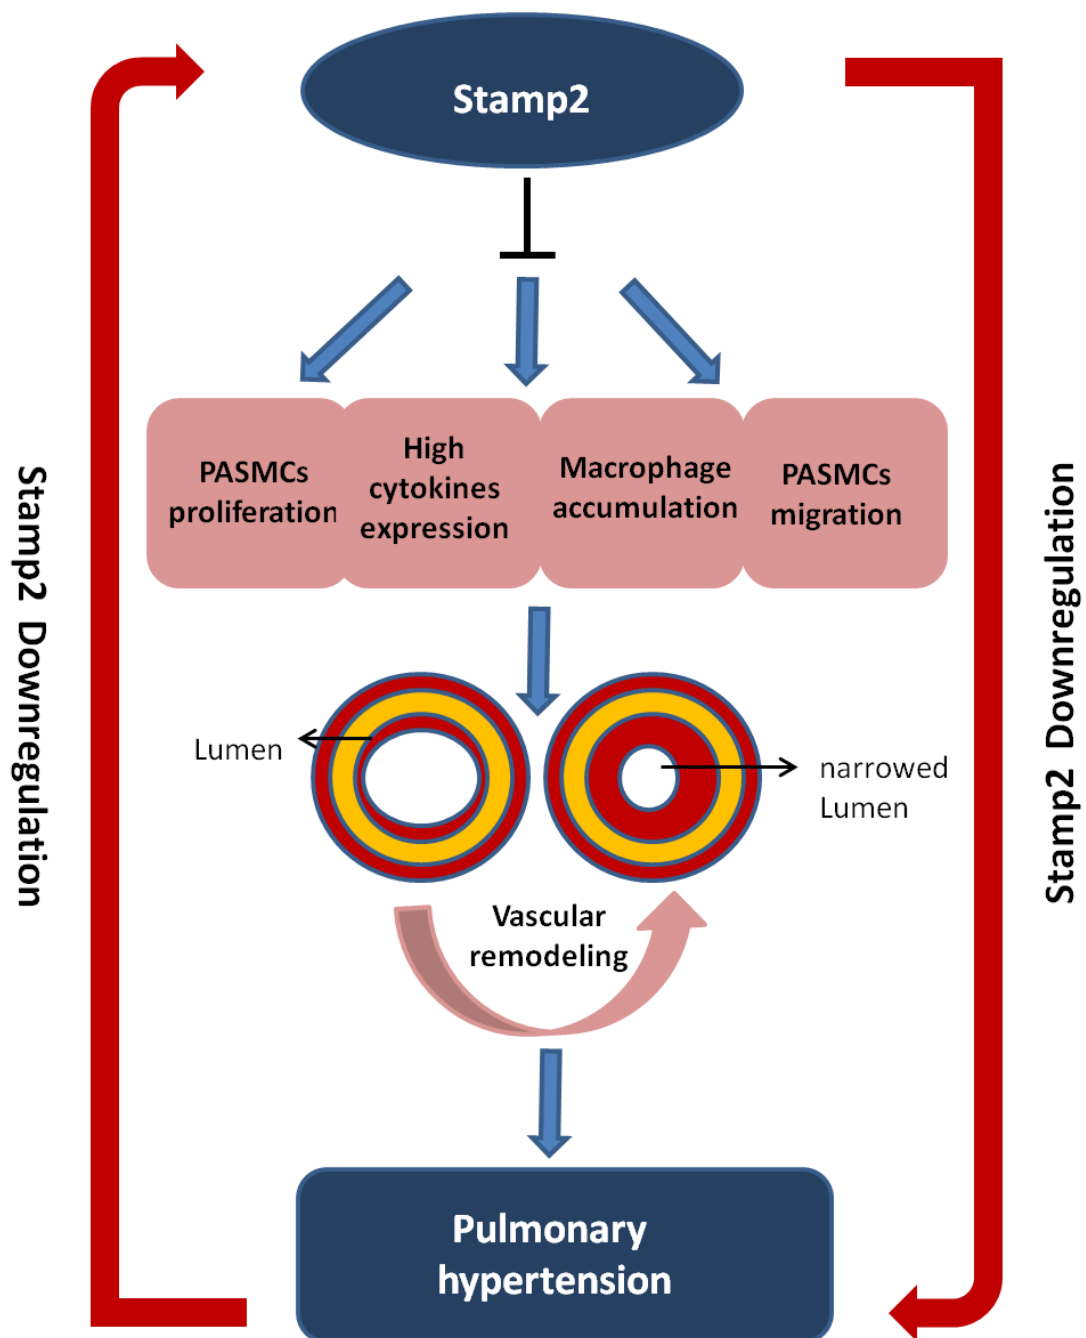 Stamp2
PASMCs
proliferation
High
cytokines
expression
Macrophage
accumulation
PASMCs
migration
Stamp2 Downregulation
Stamp2 Downregulation
Lumen
narrowed
Lumen
Vascular
remodeling
Pulmonary
hypertension